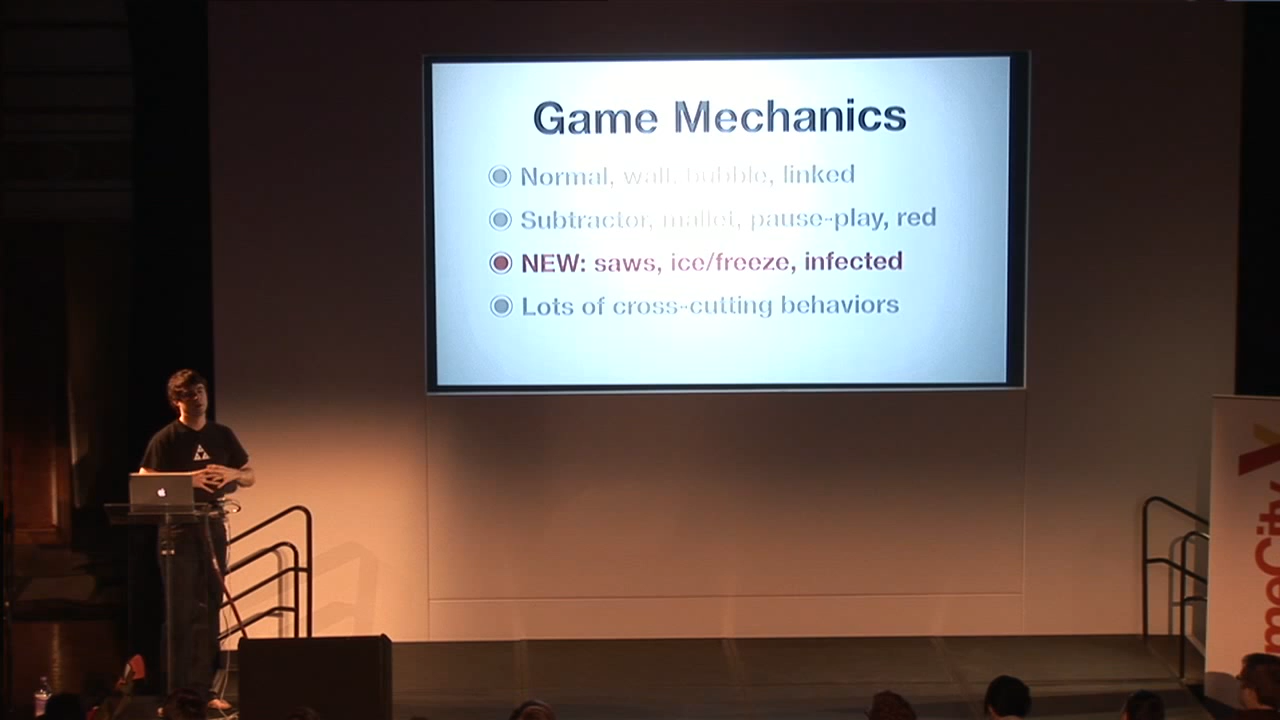 Game Mechanics
Normal, wall, bubble, linked
Subtractor, mallet, pause-play, red
NEW: saws, ice/freeze, infected
Lots of cross-cutting behaviors
meCity